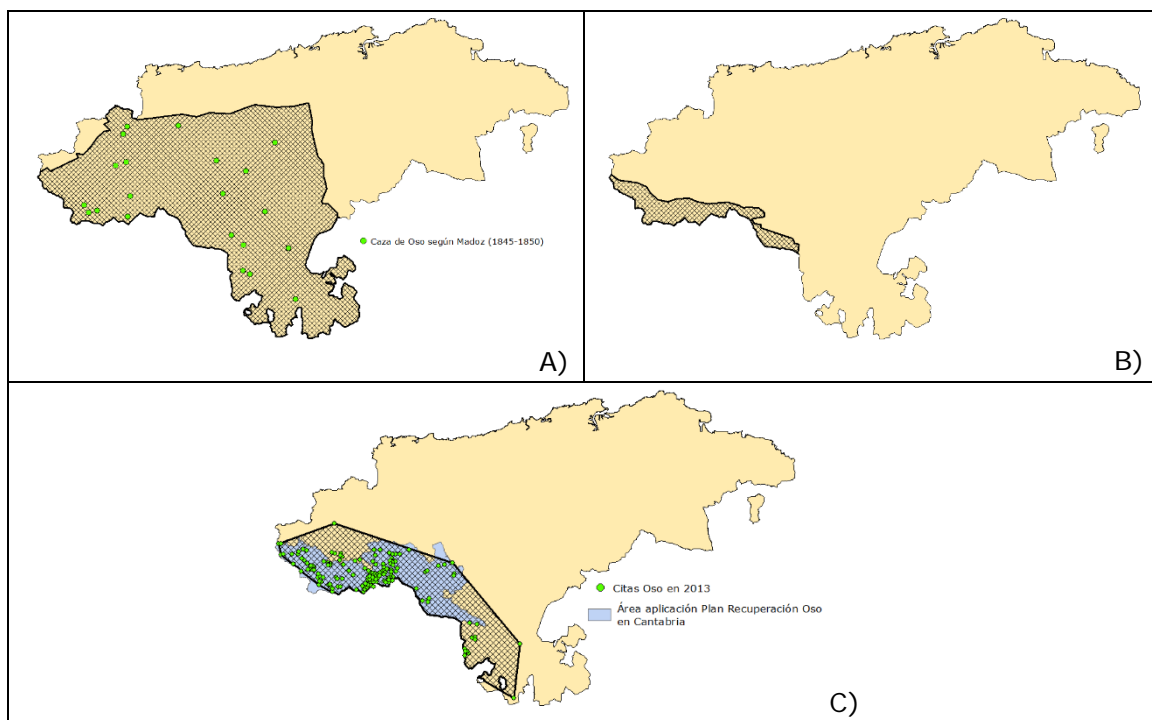 Caza de Oso según Madoz (1845-1850)
A)
B)
Citas Oso en 2013
Área aplicación Plan Recuperación Oso
en Cantabria
C)